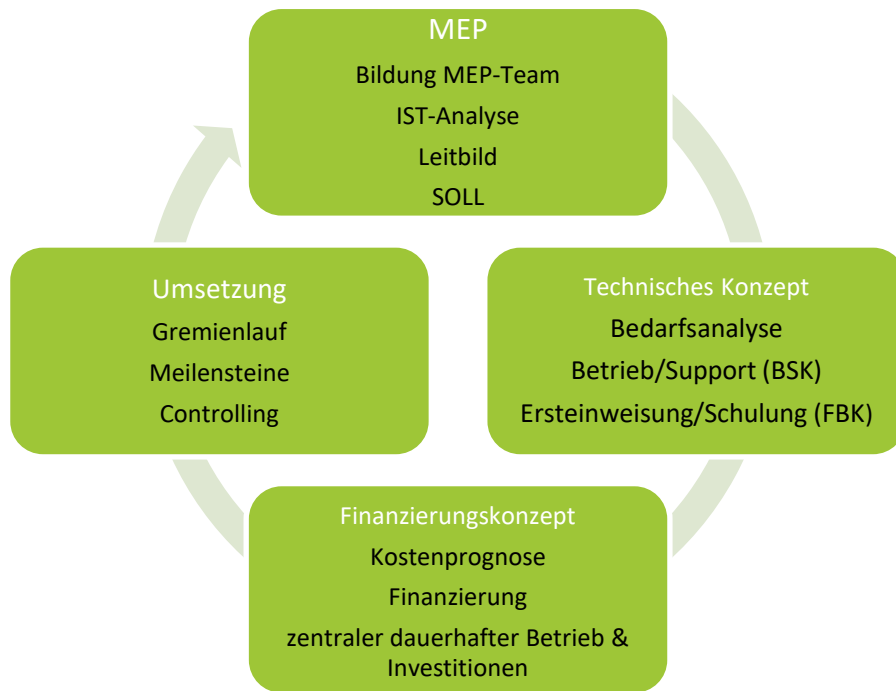 MEP
Bildung MEP-Team
IST-Analyse
Leitbild
SOLL
Technisches Konzept
Bedarfsanalyse
Betrieb/Support (BSK)
Ersteinweisung/Schulung (FBK)
Finanzierungskonzept
Kostenprognose
Finanzierung
zentraler dauerhafter Betrieb &
Investitionen
Umsetzung
Gremienlauf
Meilensteine
Controlling